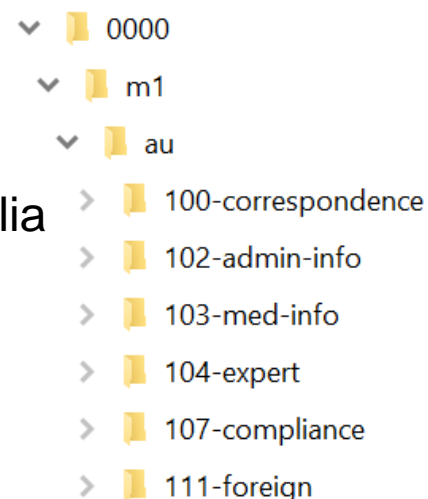 0000
m1
au
lia
100-correspondence
102-admin-info
103-med-info
104-expert
107-compliance
111-foreign